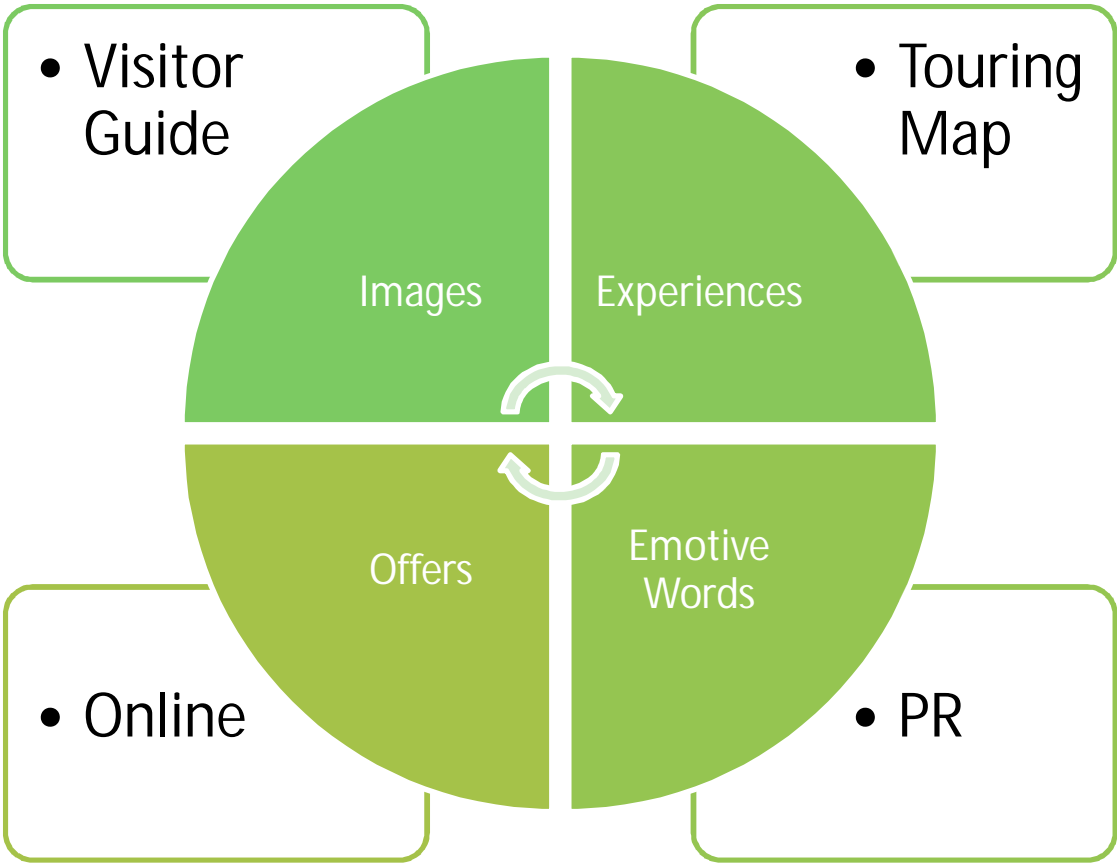 • Visitor
Guide
• Touring
Map
Images
Experiences
Offers
Emotive
Words
• Online
• PR